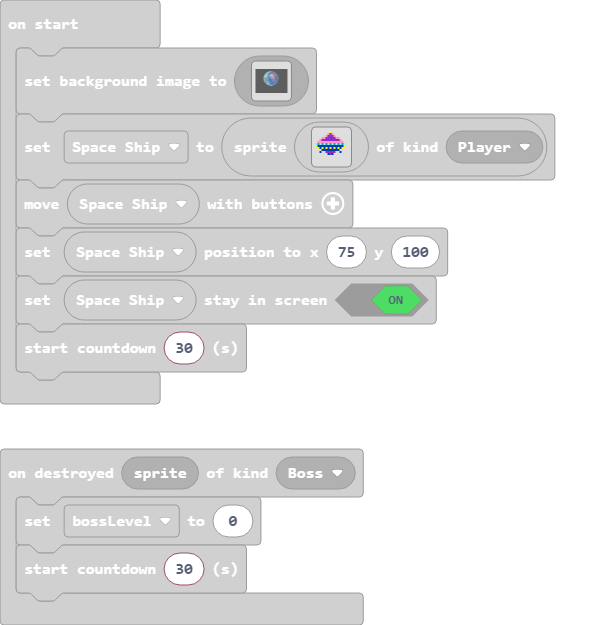 on start
set background image to
set Space Ship to sprite of kind Player
move Space Ship with buttons
set Space Ship position to x 75 y 100
set Space Ship stay in screen ON
start countdown 30 (s)
on destroyed sprite of kind Boss
set bossLevel to 0
start countdown 30 (s)